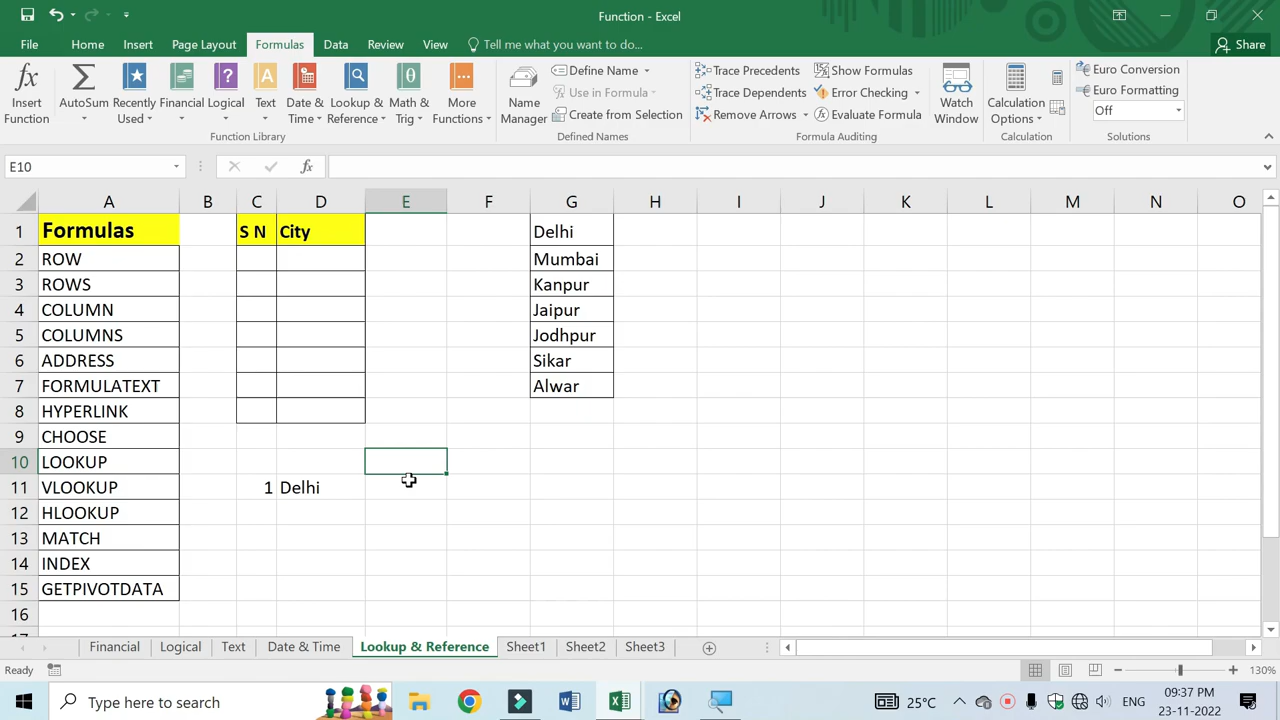 Function - Excel
File Home Insert Page Layout Formulas Data Review View Tell me what you want to do... Share
Insert Function
AutoSum
Recently Used
Financial
Logical
Text
Date & Time
Lookup & Reference
Math & Trig
More Functions
Function Library
Name Manager
Define Name
Use in Formula
Create from Selection
Defined Names
Trace Precedents
Trace Dependents
Remove Arrows
Show Formulas
Error Checking
Evaluate Formula
Formula Auditing
Watch Window
Calculation Options
Calculation
Euro Conversion
Euro Formatting
Off
Solutions
E10
fx
A B C D E F G H I J K L M N O
1 Formulas S N City Delhi
2 ROW Mumbai
3 ROWS Kanpur
4 COLUMN Jaipur
5 COLUMNS Jodhpur
6 ADDRESS Sikar
7 FORMULATEXT Alwar
8 HYPERLINK
9 CHOOSE
10 LOOKUP
11 VLOOKUP 1 Delhi
12 HLOOKUP
13 MATCH
14 INDEX
15 GETPIVOTDATA
16
17
Financial Logical Text Date & Time Lookup & Reference Sheet1 Sheet2 Sheet3
Ready 130%
Type here to search 25°C ENG 09:37 PM
23-11-2022